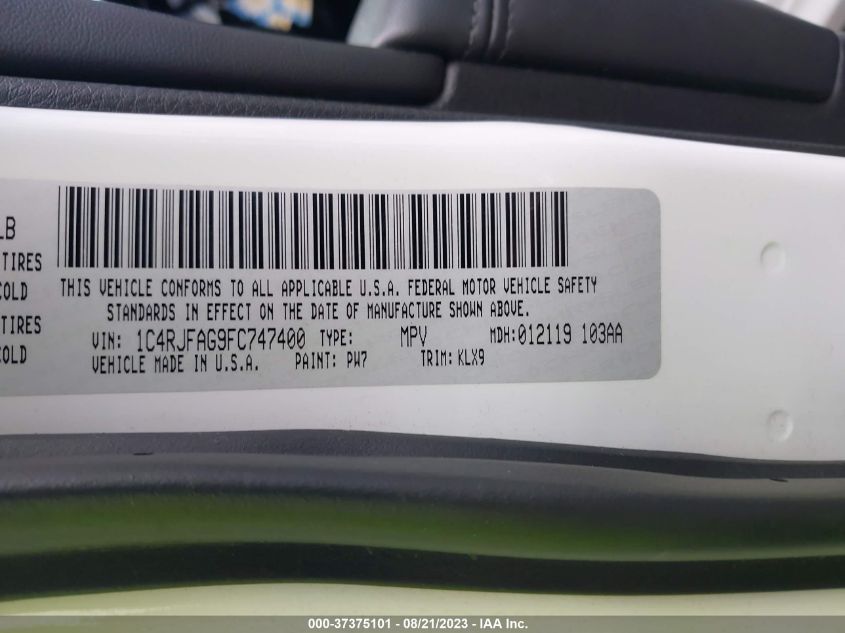 LB
TIRES
COLD
TIRES
COLD
THIS VEHICLE CONFORMS TO ALL APPLICABLE U.S.A. FEDERAL MOTOR VEHICLE SAFETY
STANDARDS IN EFFECT ON THE DATE OF MANUFACTURE SHOWN ABOVE.
VIN: 1C4RJFAG9FC747400 TYPE: MPV MDH:012119 103AA
VEHICLE MADE IN U.S.A. PAINT: PW7 TRIM: KLX9
000-37375101 - 08/21/2023 - IAA Inc.